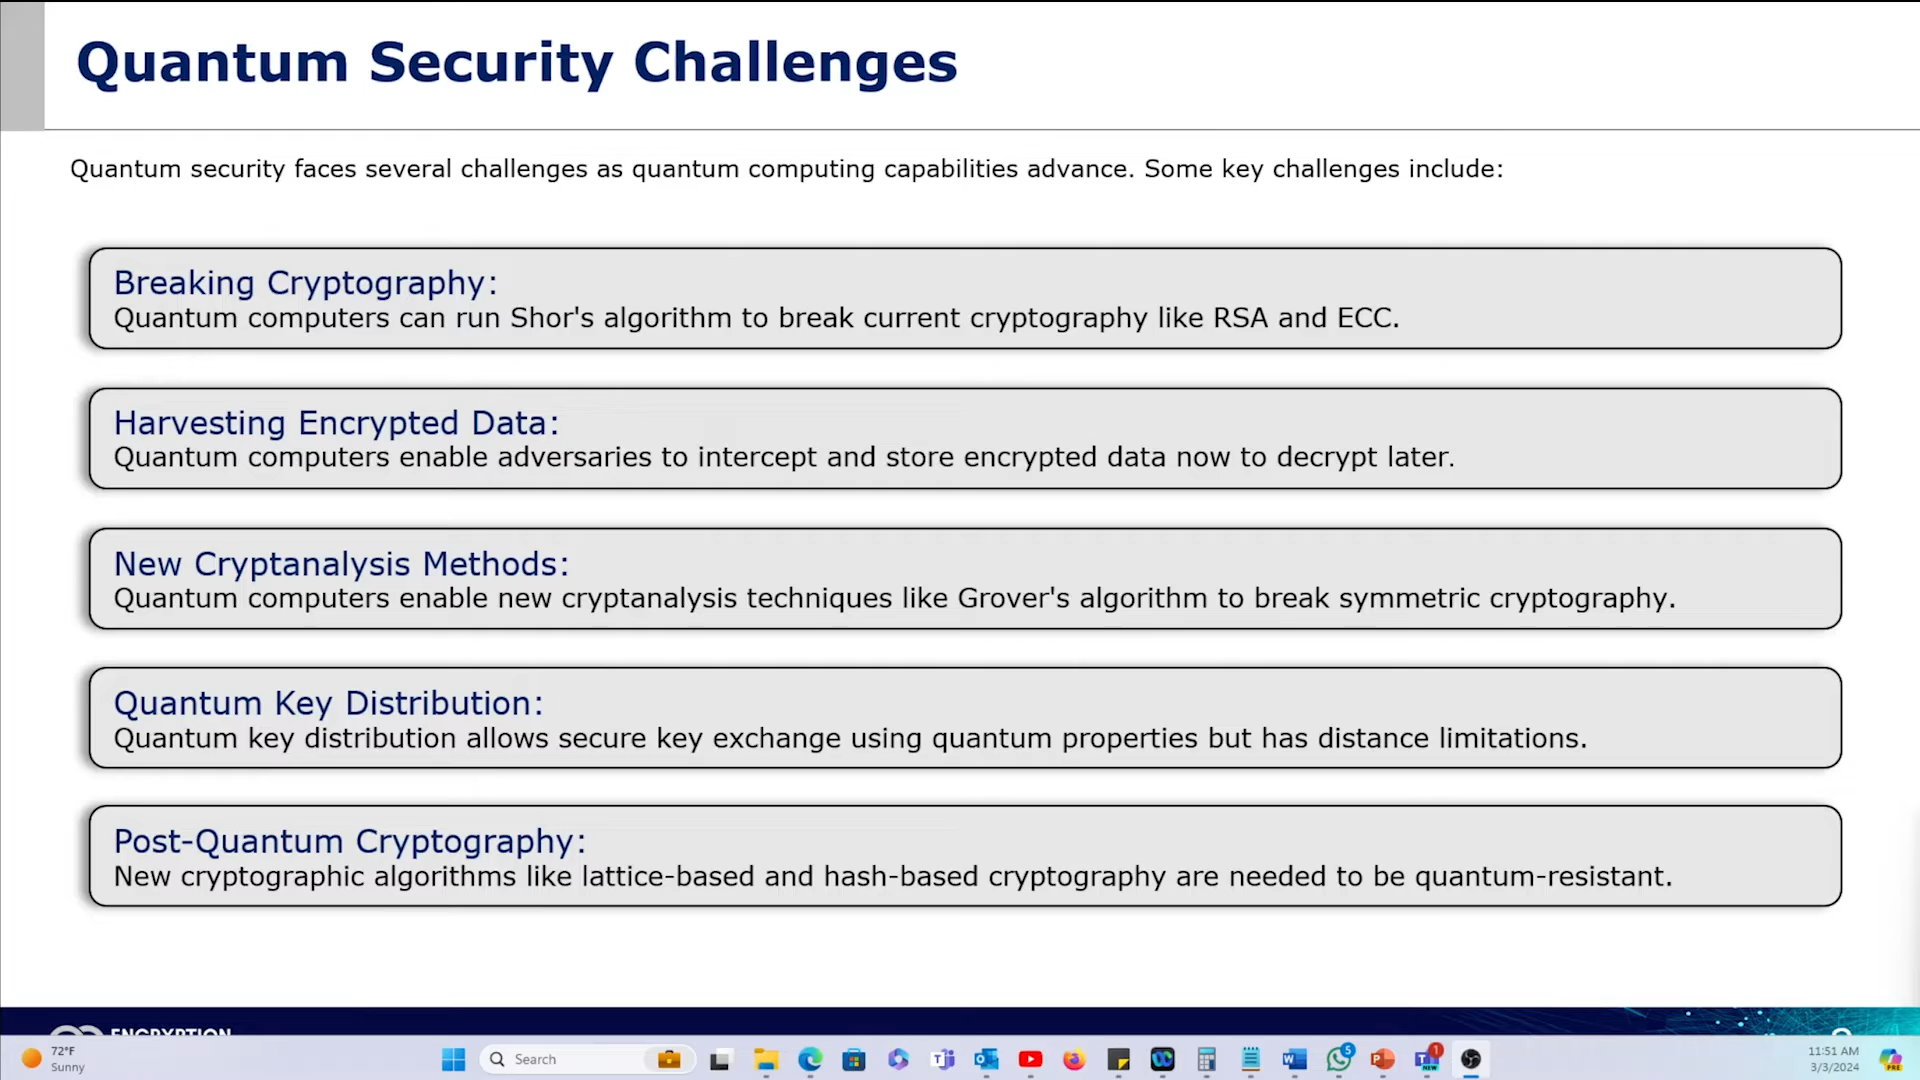 Quantum Security Challenges
Quantum security faces several challenges as quantum computing capabilities advance. Some key challenges include:
Breaking Cryptography:
Quantum computers can run Shor's algorithm to break current cryptography like RSA and ECC.
Harvesting Encrypted Data:
Quantum computers enable adversaries to intercept and store encrypted data now to decrypt later.
New Cryptanalysis Methods:
Quantum computers enable new cryptanalysis techniques like Grover's algorithm to break symmetric cryptography.
Quantum Key Distribution:
Quantum key distribution allows secure key exchange using quantum properties but has distance limitations.
Post-Quantum Cryptography:
New cryptographic algorithms like lattice-based and hash-based cryptography are needed to be quantum-resistant.
ENCRYPTION
72°F
Sunny
Search
5
1
NEW
11:51 AM
3/3/2024
PRE